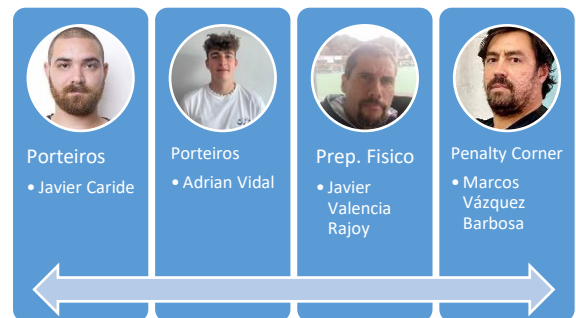 Porteiros
• Javier Caride
Porteiros
• Adrian Vidal
Prep. Fisico
• Javier
Valencia
Rajoy
Penalty Corner
• Marcos
Vázquez
Barbosa